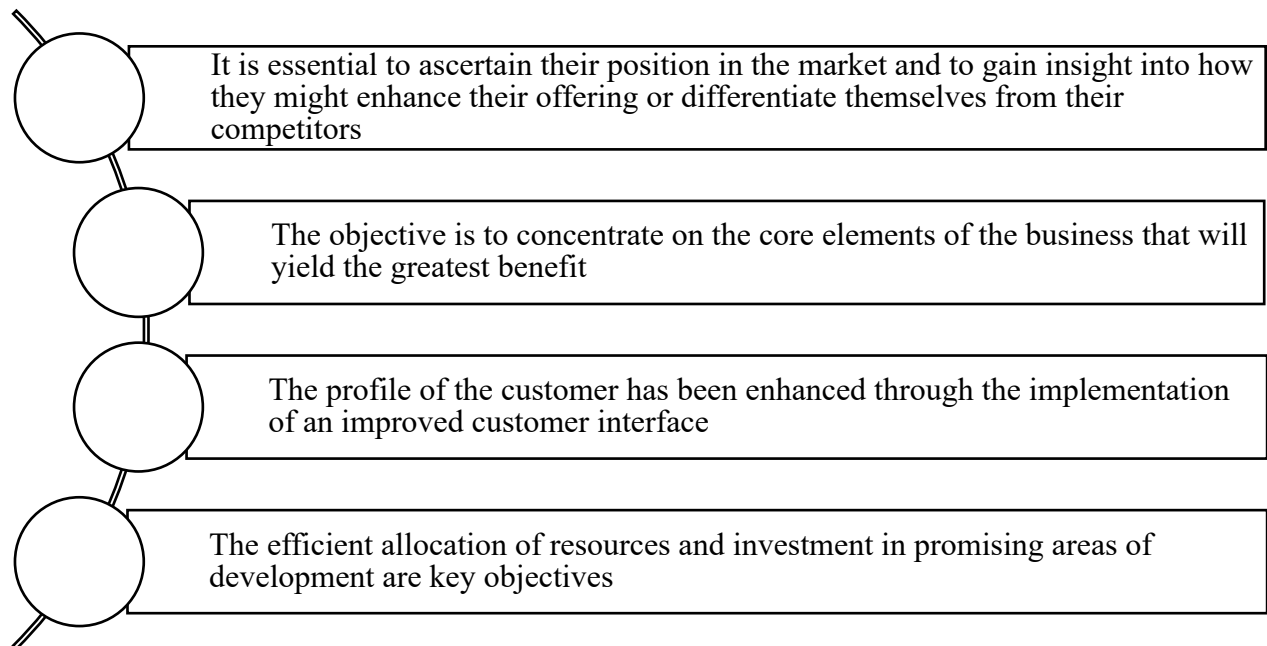 It is essential to ascertain their position in the market and to gain insight into how
they might enhance their offering or differentiate themselves from their
competitors
The objective is to concentrate on the core elements of the business that will
yield the greatest benefit
The profile of the customer has been enhanced through the implementation
of an improved customer interface
The efficient allocation of resources and investment in promising areas of
development are key objectives